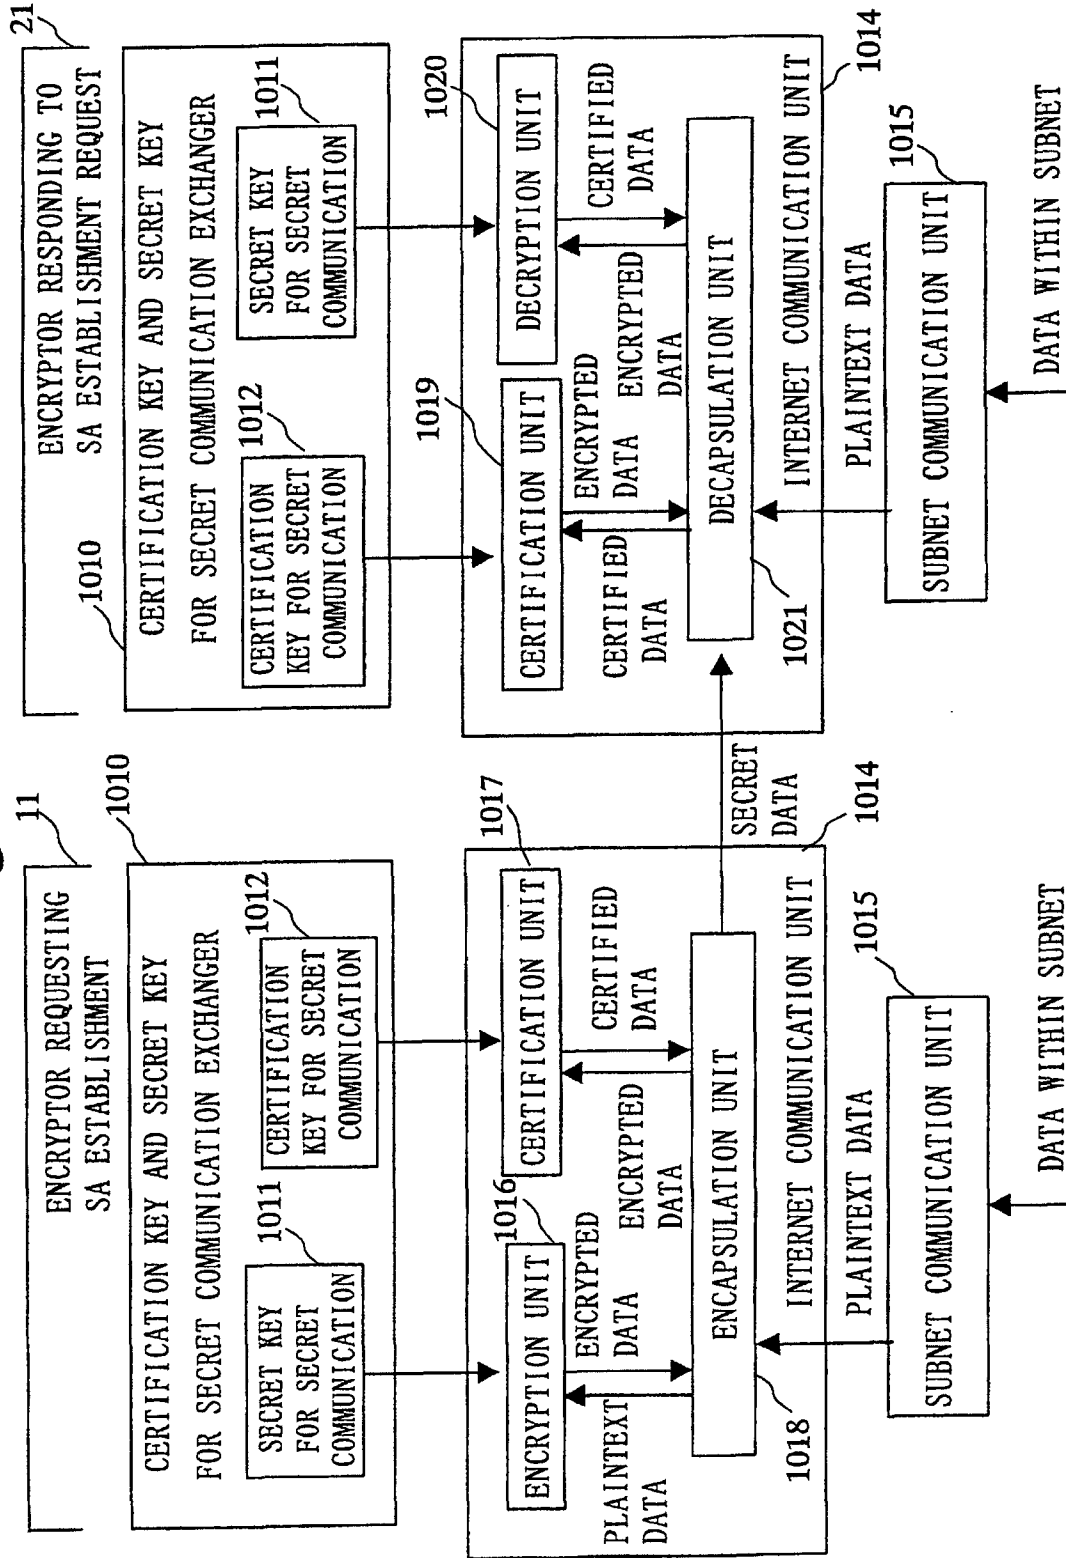 11
ENCRYPTOR REQUESTING
SA ESTABLISHMENT
1010
CERTIFICATION KEY AND SECRET KEY
FOR SECRET COMMUNICATION EXCHANGER
1011
SECRET KEY
FOR SECRET
COMMUNICATION
1012
CERTIFICATION
KEY FOR SECRET
COMMUNICATION
1016
ENCRYPTION UNIT
1017
CERTIFICATION UNIT
PLAINTEXT
DATA
ENCRYPTED
DATA
ENCRYPTED
DATA
CERTIFIED
DATA
ENCAPSULATION UNIT
1018
INTERNET COMMUNICATION UNIT
1014
PLAINTEXT DATA
1015
SUBNET COMMUNICATION UNIT
DATA WITHIN SUBNET
SECRET
DATA
21
ENCRYPTOR RESPONDING TO
SA ESTABLISHMENT REQUEST
1010
CERTIFICATION KEY AND SECRET KEY
FOR SECRET COMMUNICATION EXCHANGER
1012
CERTIFICATION
KEY FOR SECRET
COMMUNICATION
1011
SECRET KEY
FOR SECRET
COMMUNICATION
1019
CERTIFICATION UNIT
1020
DECRYPTION UNIT
CERTIFIED
DATA
ENCRYPTED
DATA
ENCRYPTED
DATA
CERTIFIED
DATA
DECAPSULATION UNIT
1021
INTERNET COMMUNICATION UNIT
1014
PLAINTEXT DATA
1015
SUBNET COMMUNICATION UNIT
DATA WITHIN SUBNET